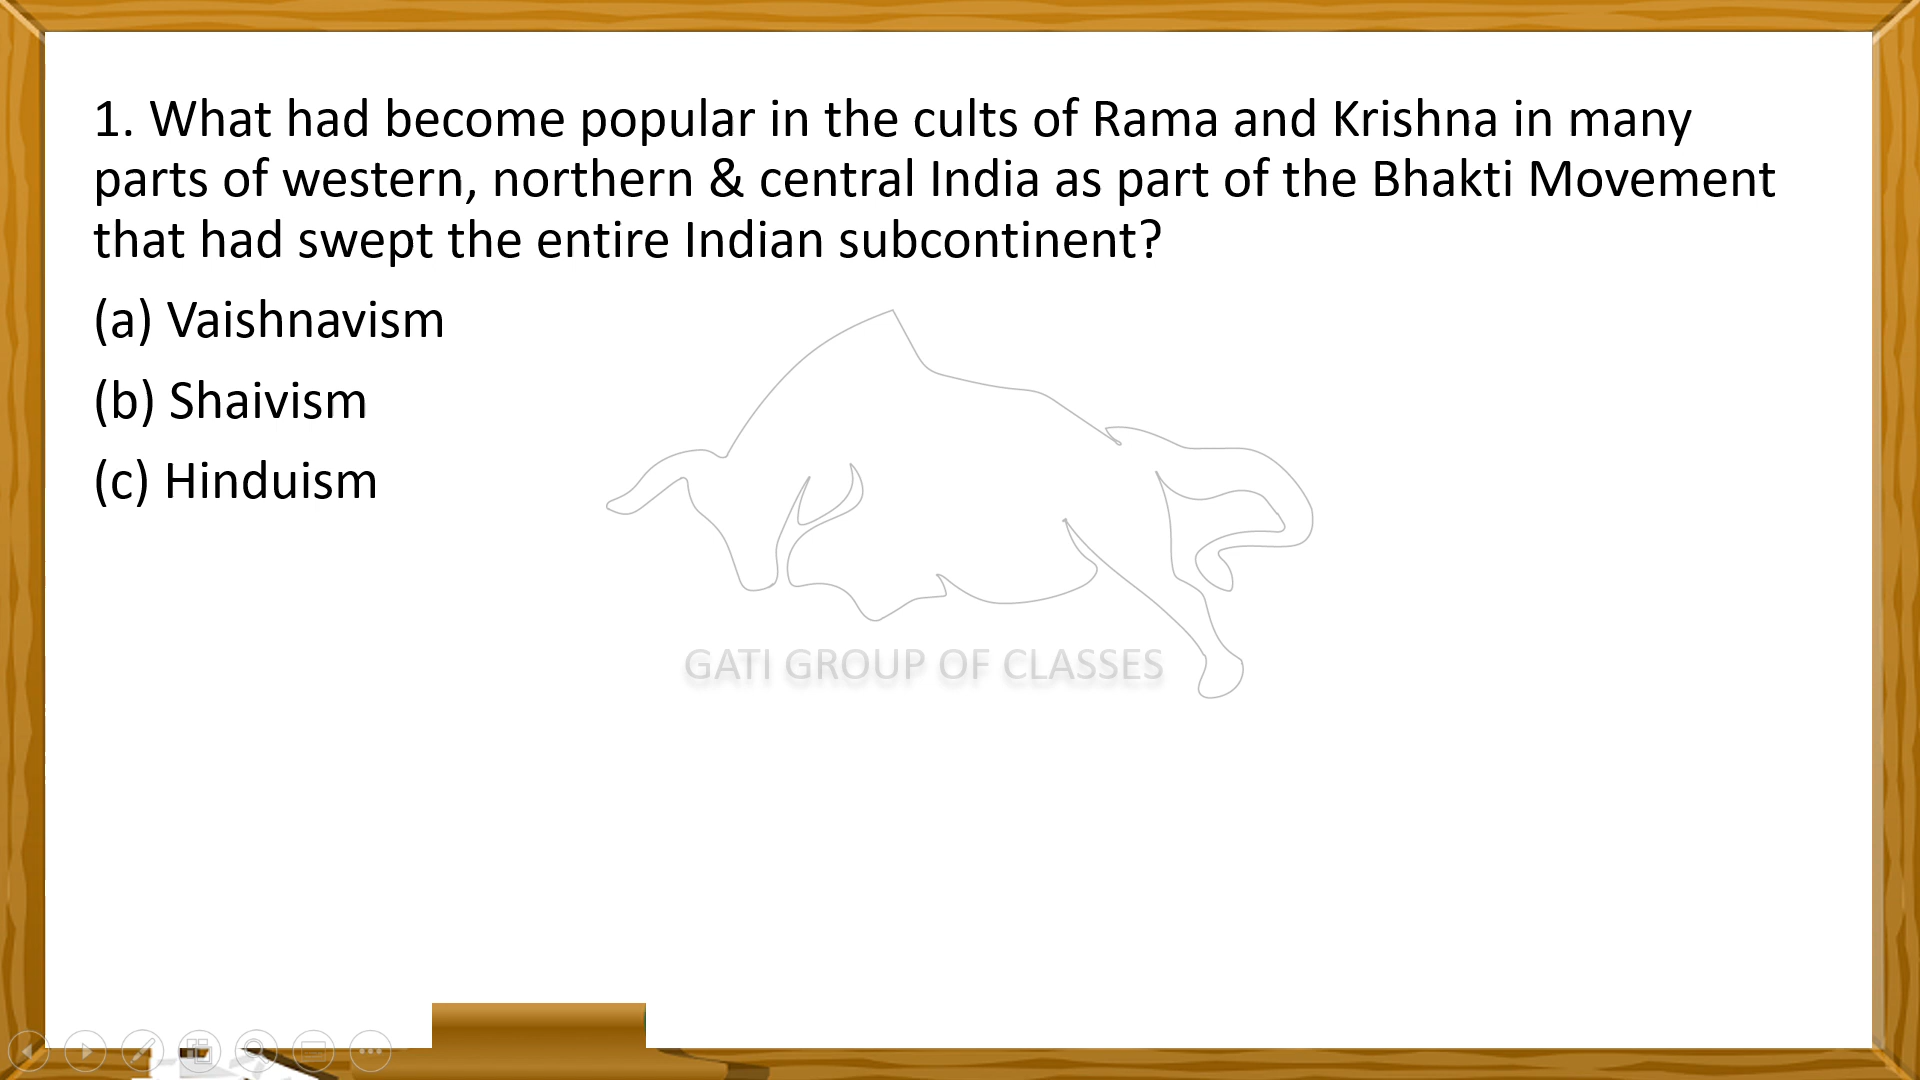 1. What had become popular in the cults of Rama and Krishna in many
parts of western, northern & central India as part of the Bhakti Movement
that had swept the entire Indian subcontinent?
(a) Vaishnavism
(b) Shaivism
(c) Hinduism
GATI GROUP OF CLASSES